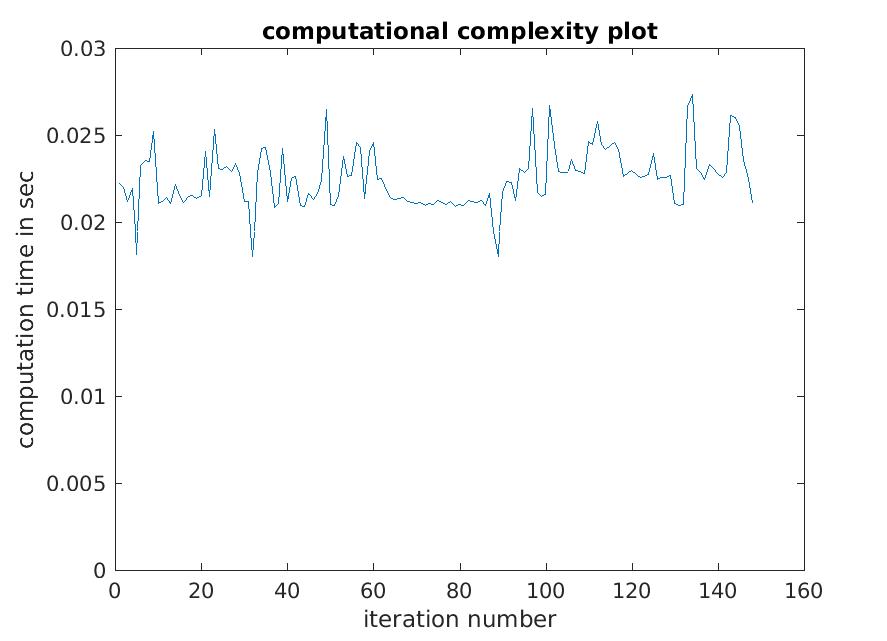 computational complexity plot
0.03
0.025
0.02
0.015
0.01
0.005
0
computation time in sec
0 20 40 60 80 100 120 140 160
iteration number